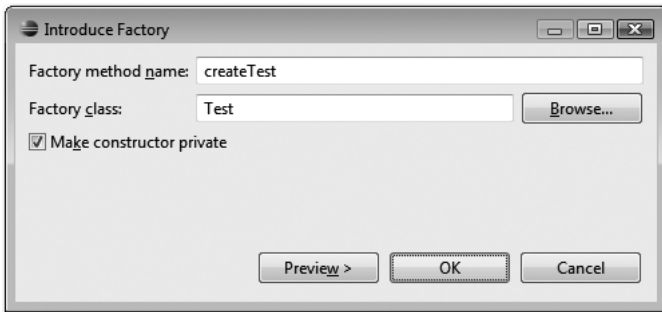 Introduce Factory
Factory method name: createTest
Factory class: Test Browse...
Make constructor private
Preview > OK Cancel